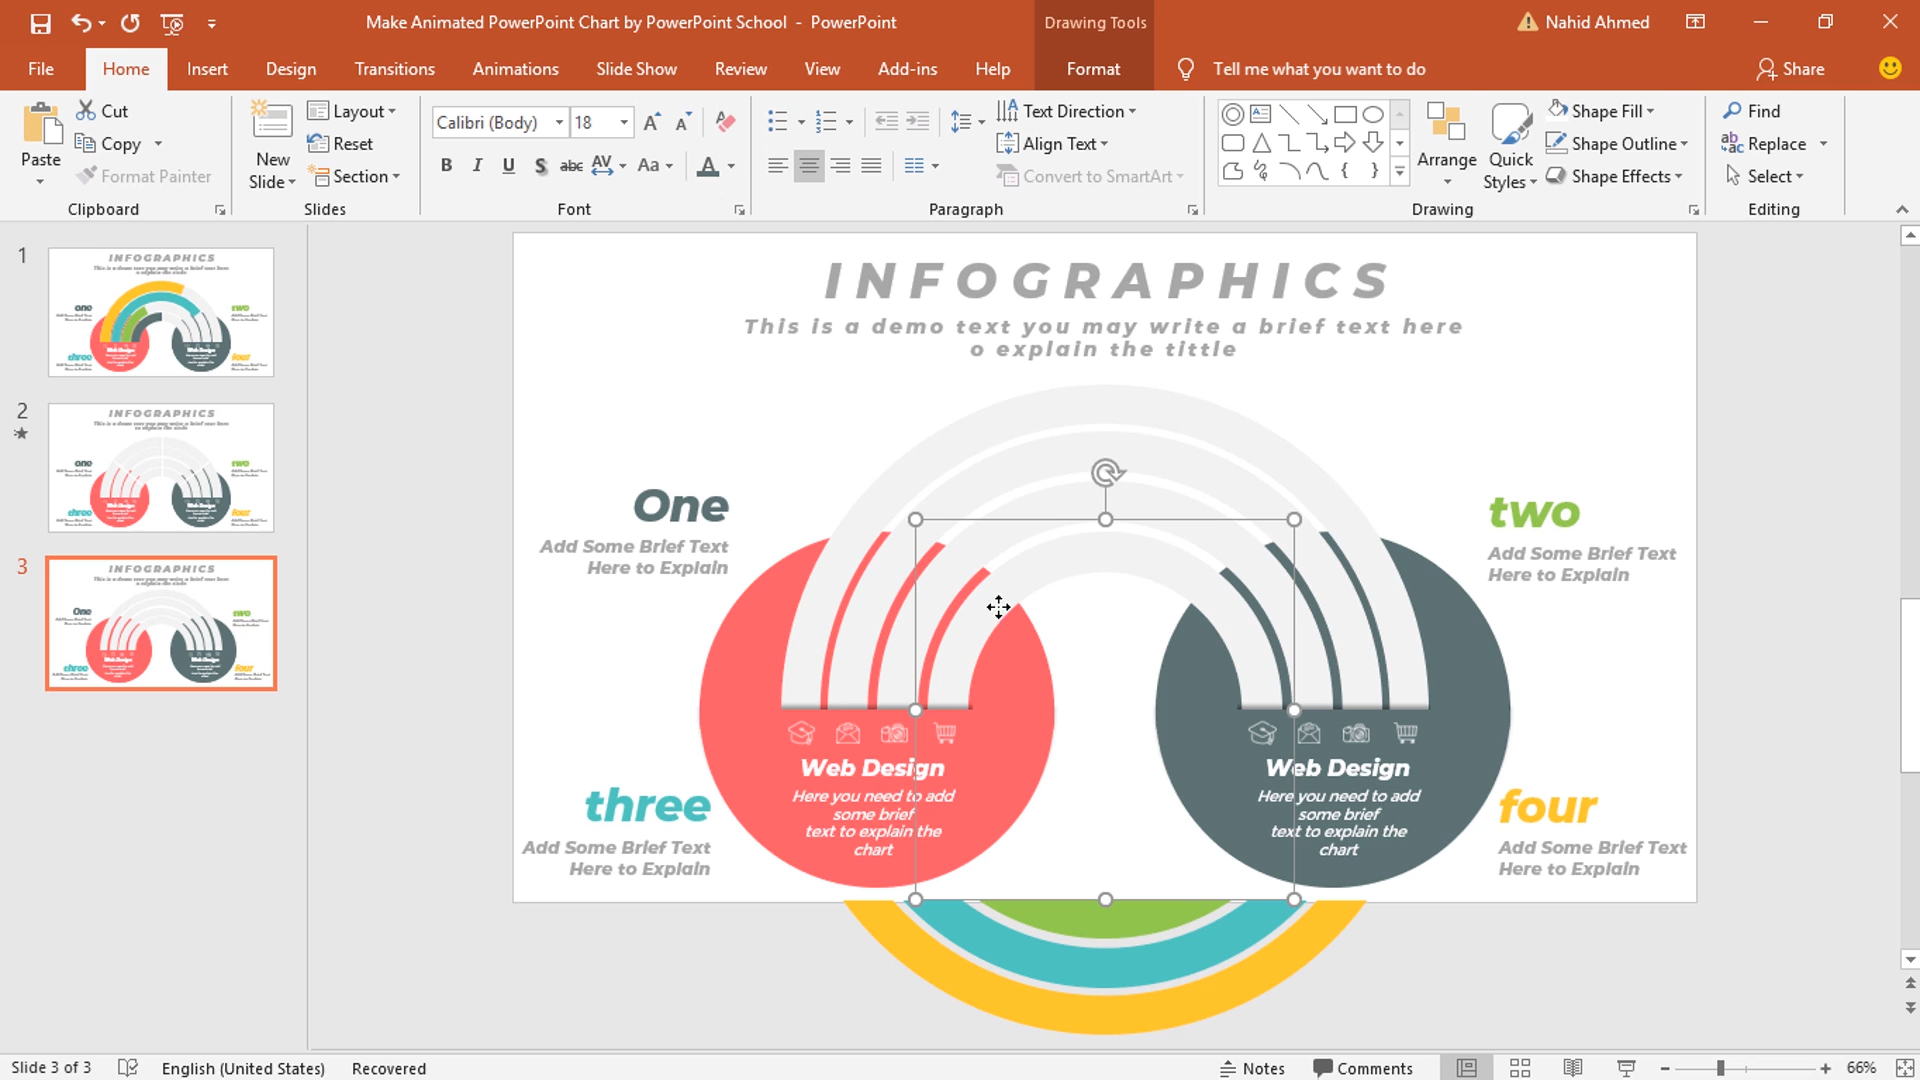 Make Animated PowerPoint Chart by PowerPoint School - PowerPoint
Drawing Tools
Nahid Ahmed
File
Home
Insert
Design
Transitions
Animations
Slide Show
Review
View
Add-ins
Help
Format
Tell me what you want to do
Share
Paste
Cut
Copy
Format Painter
Clipboard
New
Slide
Layout
Reset
Section
Slides
Calibri (Body)
18
Font
Text Direction
Align Text
Convert to SmartArt
Paragraph
Arrange
Quick
Styles
Shape Fill
Shape Outline
Shape Effects
Drawing
Find
Replace
Select
Editing
1
2
3
INFOGRAPHICS
This is a demo text you may write a brief text here
o explain the tittle
One
Add Some Brief Text
Here to Explain
two
Add Some Brief Text
Here to Explain
three
Add Some Brief Text
Here to Explain
four
Add Some Brief Text
Here to Explain
Web Design
Here you need to add
some brief
text to explain the
chart
Web Design
Here you need to add
some brief
text to explain the
chart
Slide 3 of 3
English (United States)
Recovered
Notes
Comments
66%